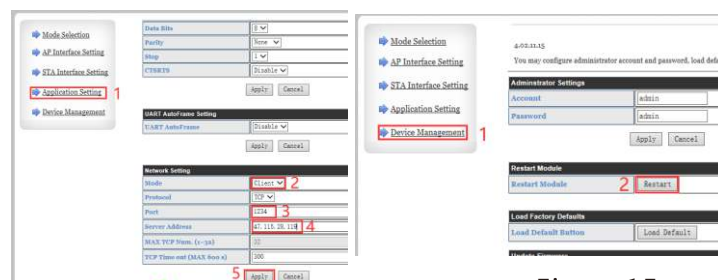 Mode Selection
AP Interface Setting
STA Interface Setting
Application Setting 1
Device Management
Data Bits 8
Parity None
Stop 1
CTSRTS Disable
Apply Cancel
UART AutoFrame Setting
UART AutoFrame Disable
Apply Cancel
Network Setting
Mode Client 2
Protocol TCP
Port 1234 3
Server Address 47.115.28.119 4
MAX TCP Num. (1~32) 32
TCP Time out (MAX 600 s) 300
5 Apply Cancel
Mode Selection
AP Interface Setting
STA Interface Setting
Application Setting
Device Management 1
4.02.11.15
You may configure administrator account and password, load defa
Adminstrator Settings
Account admin
Password admin
Apply Cancel
Restart Module
Restart Module 2 Restart
Load Factory Defaults
Load Default Button Load Default
Update Firmware